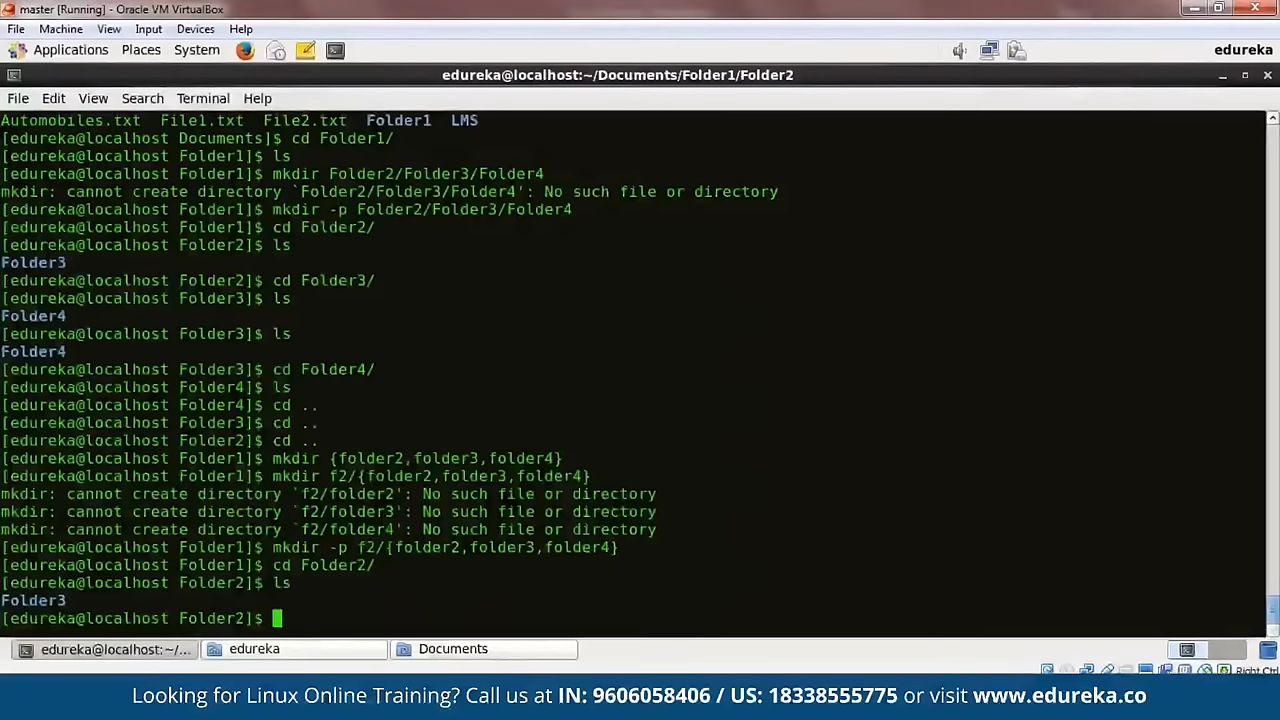 master [Running] - Oracle VM VirtualBox
File Machine View Input Devices Help
Applications Places System edureka
edureka@localhost:~/Documents/Folder1/Folder2
File Edit View Search Terminal Help
Automobiles.txt File1.txt File2.txt Folder1 LMS
[edureka@localhost Documents]$ cd Folder1/
[edureka@localhost Folder1]$ ls
[edureka@localhost Folder1]$ mkdir Folder2/Folder3/Folder4
mkdir: cannot create directory `Folder2/Folder3/Folder4': No such file or directory
[edureka@localhost Folder1]$ mkdir -p Folder2/Folder3/Folder4
[edureka@localhost Folder1]$ cd Folder2/
[edureka@localhost Folder2]$ ls
Folder3
[edureka@localhost Folder2]$ cd Folder3/
[edureka@localhost Folder3]$ ls
Folder4
[edureka@localhost Folder3]$ ls
Folder4
[edureka@localhost Folder3]$ cd Folder4/
[edureka@localhost Folder4]$ ls
[edureka@localhost Folder4]$ cd ..
[edureka@localhost Folder3]$ cd ..
[edureka@localhost Folder2]$ cd ..
[edureka@localhost Folder1]$ mkdir {folder2,folder3,folder4}
[edureka@localhost Folder1]$ mkdir f2/{folder2,folder3,folder4}
mkdir: cannot create directory `f2/folder2': No such file or directory
mkdir: cannot create directory `f2/folder3': No such file or directory
mkdir: cannot create directory `f2/folder4': No such file or directory
[edureka@localhost Folder1]$ mkdir -p f2/{folder2,folder3,folder4}
[edureka@localhost Folder1]$ cd Folder2/
[edureka@localhost Folder2]$ ls
Folder3
[edureka@localhost Folder2]$
edureka@localhost:~/... edureka Documents
Right Ctrl
Looking for Linux Online Training? Call us at IN: 9606058406 / US: 18338555775 or visit www.edureka.co